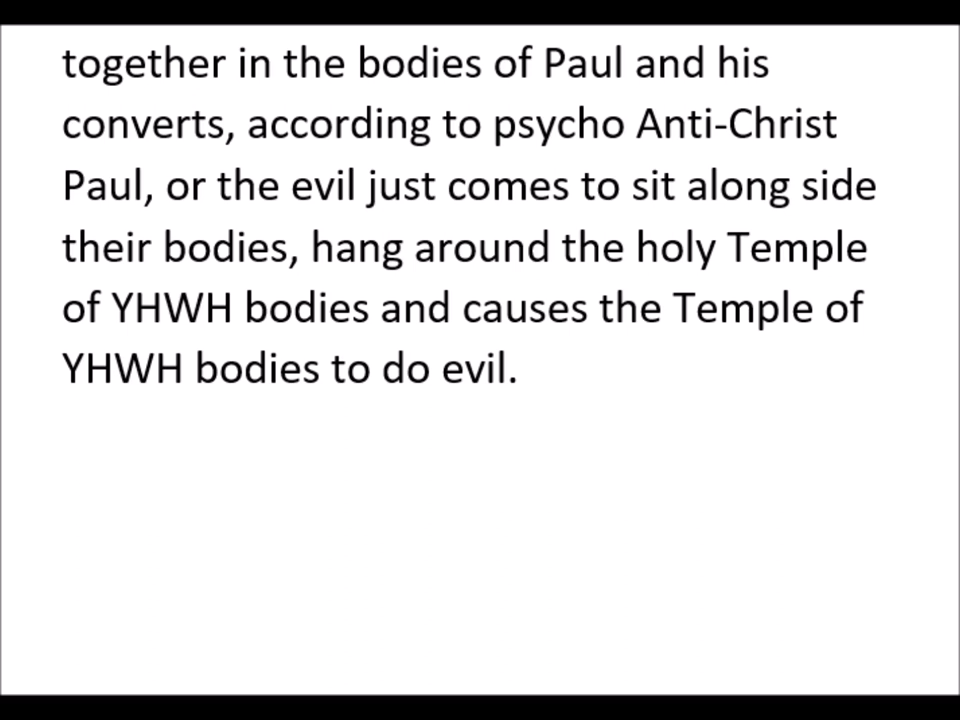 together in the bodies of Paul and his
converts, according to psycho Anti-Christ
Paul, or the evil just comes to sit along side
their bodies, hang around the holy Temple
of YHWH bodies and causes the Temple of
YHWH bodies to do evil.